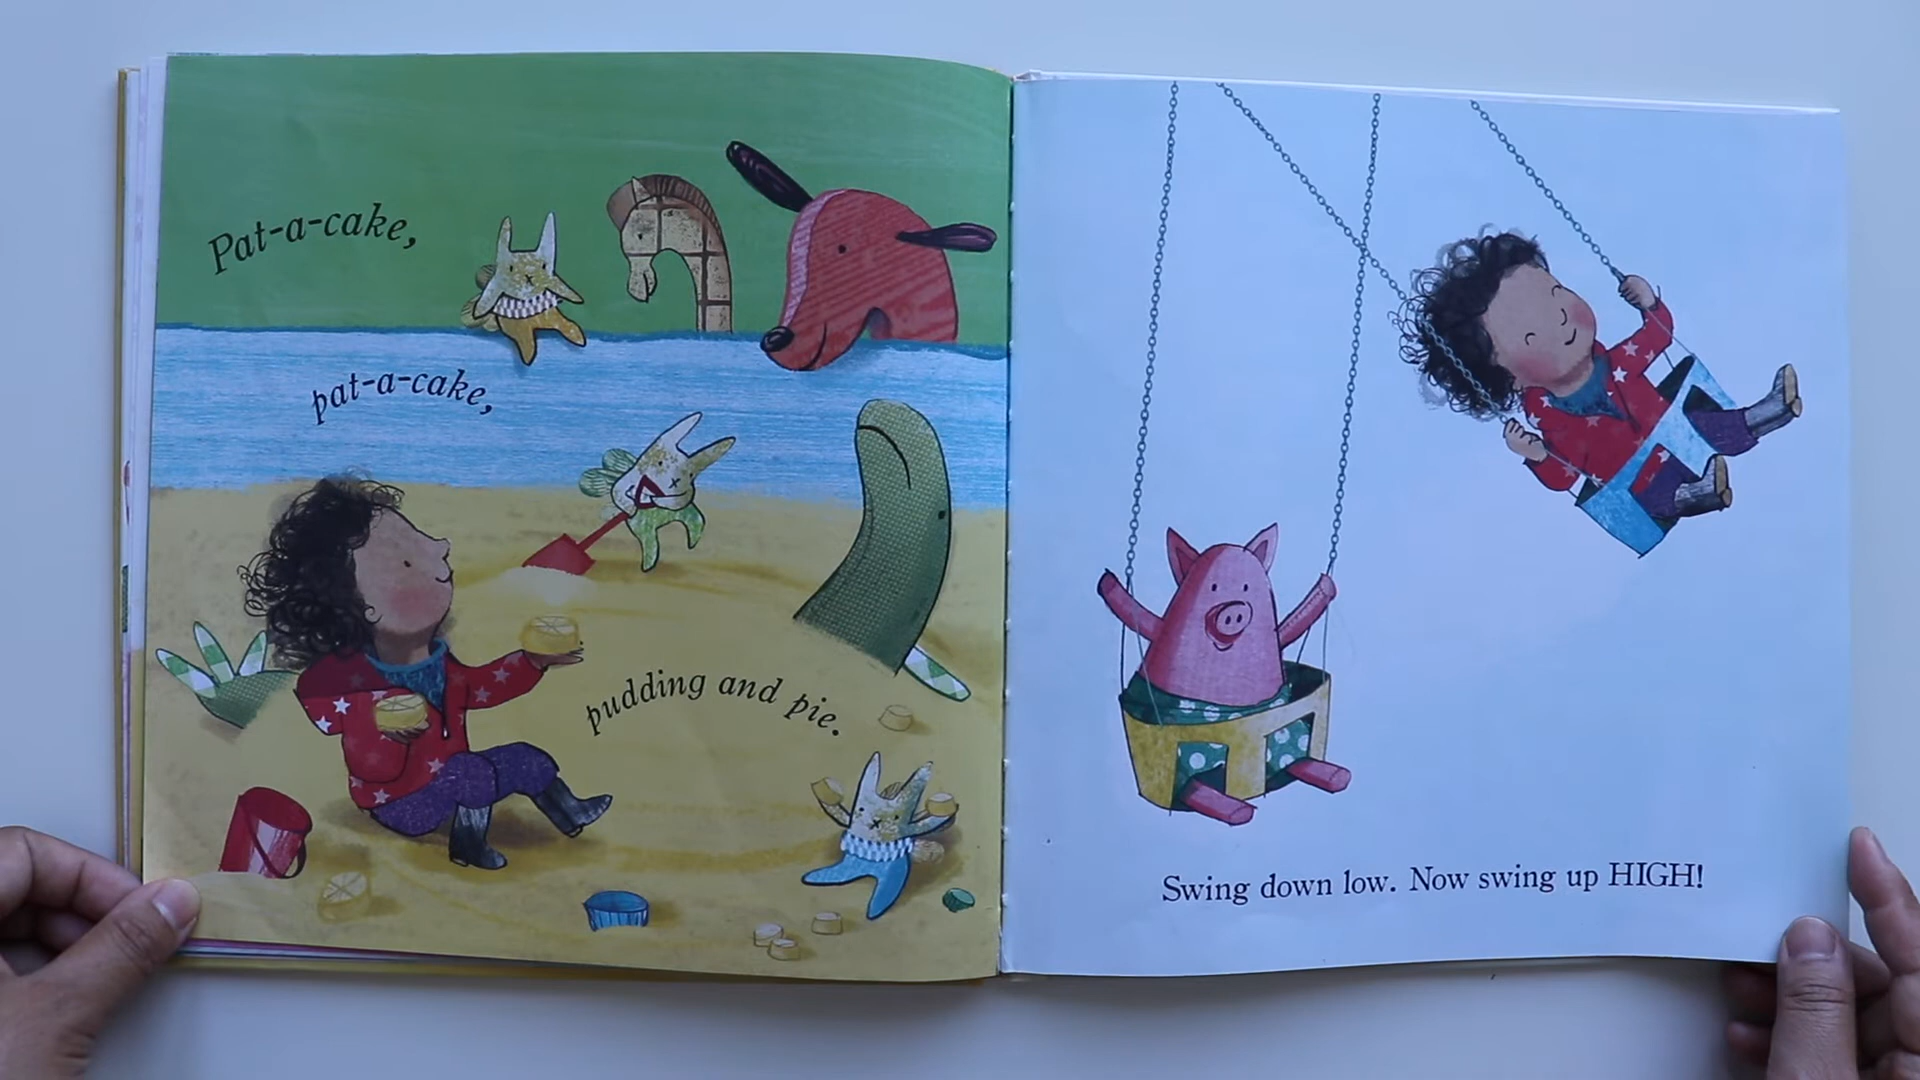 Pat-a-cake,
pat-a-cake,
pudding and pie.
Swing down low. Now swing up HIGH!